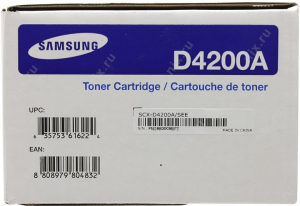 SAMSUNG
D4200A
Toner Cartridge / Cartouche de toner
UPC:
6 35753 61622 4
SCX-D4200A/SEE
MADE IN CHINA
EAN:
8 808979 804832